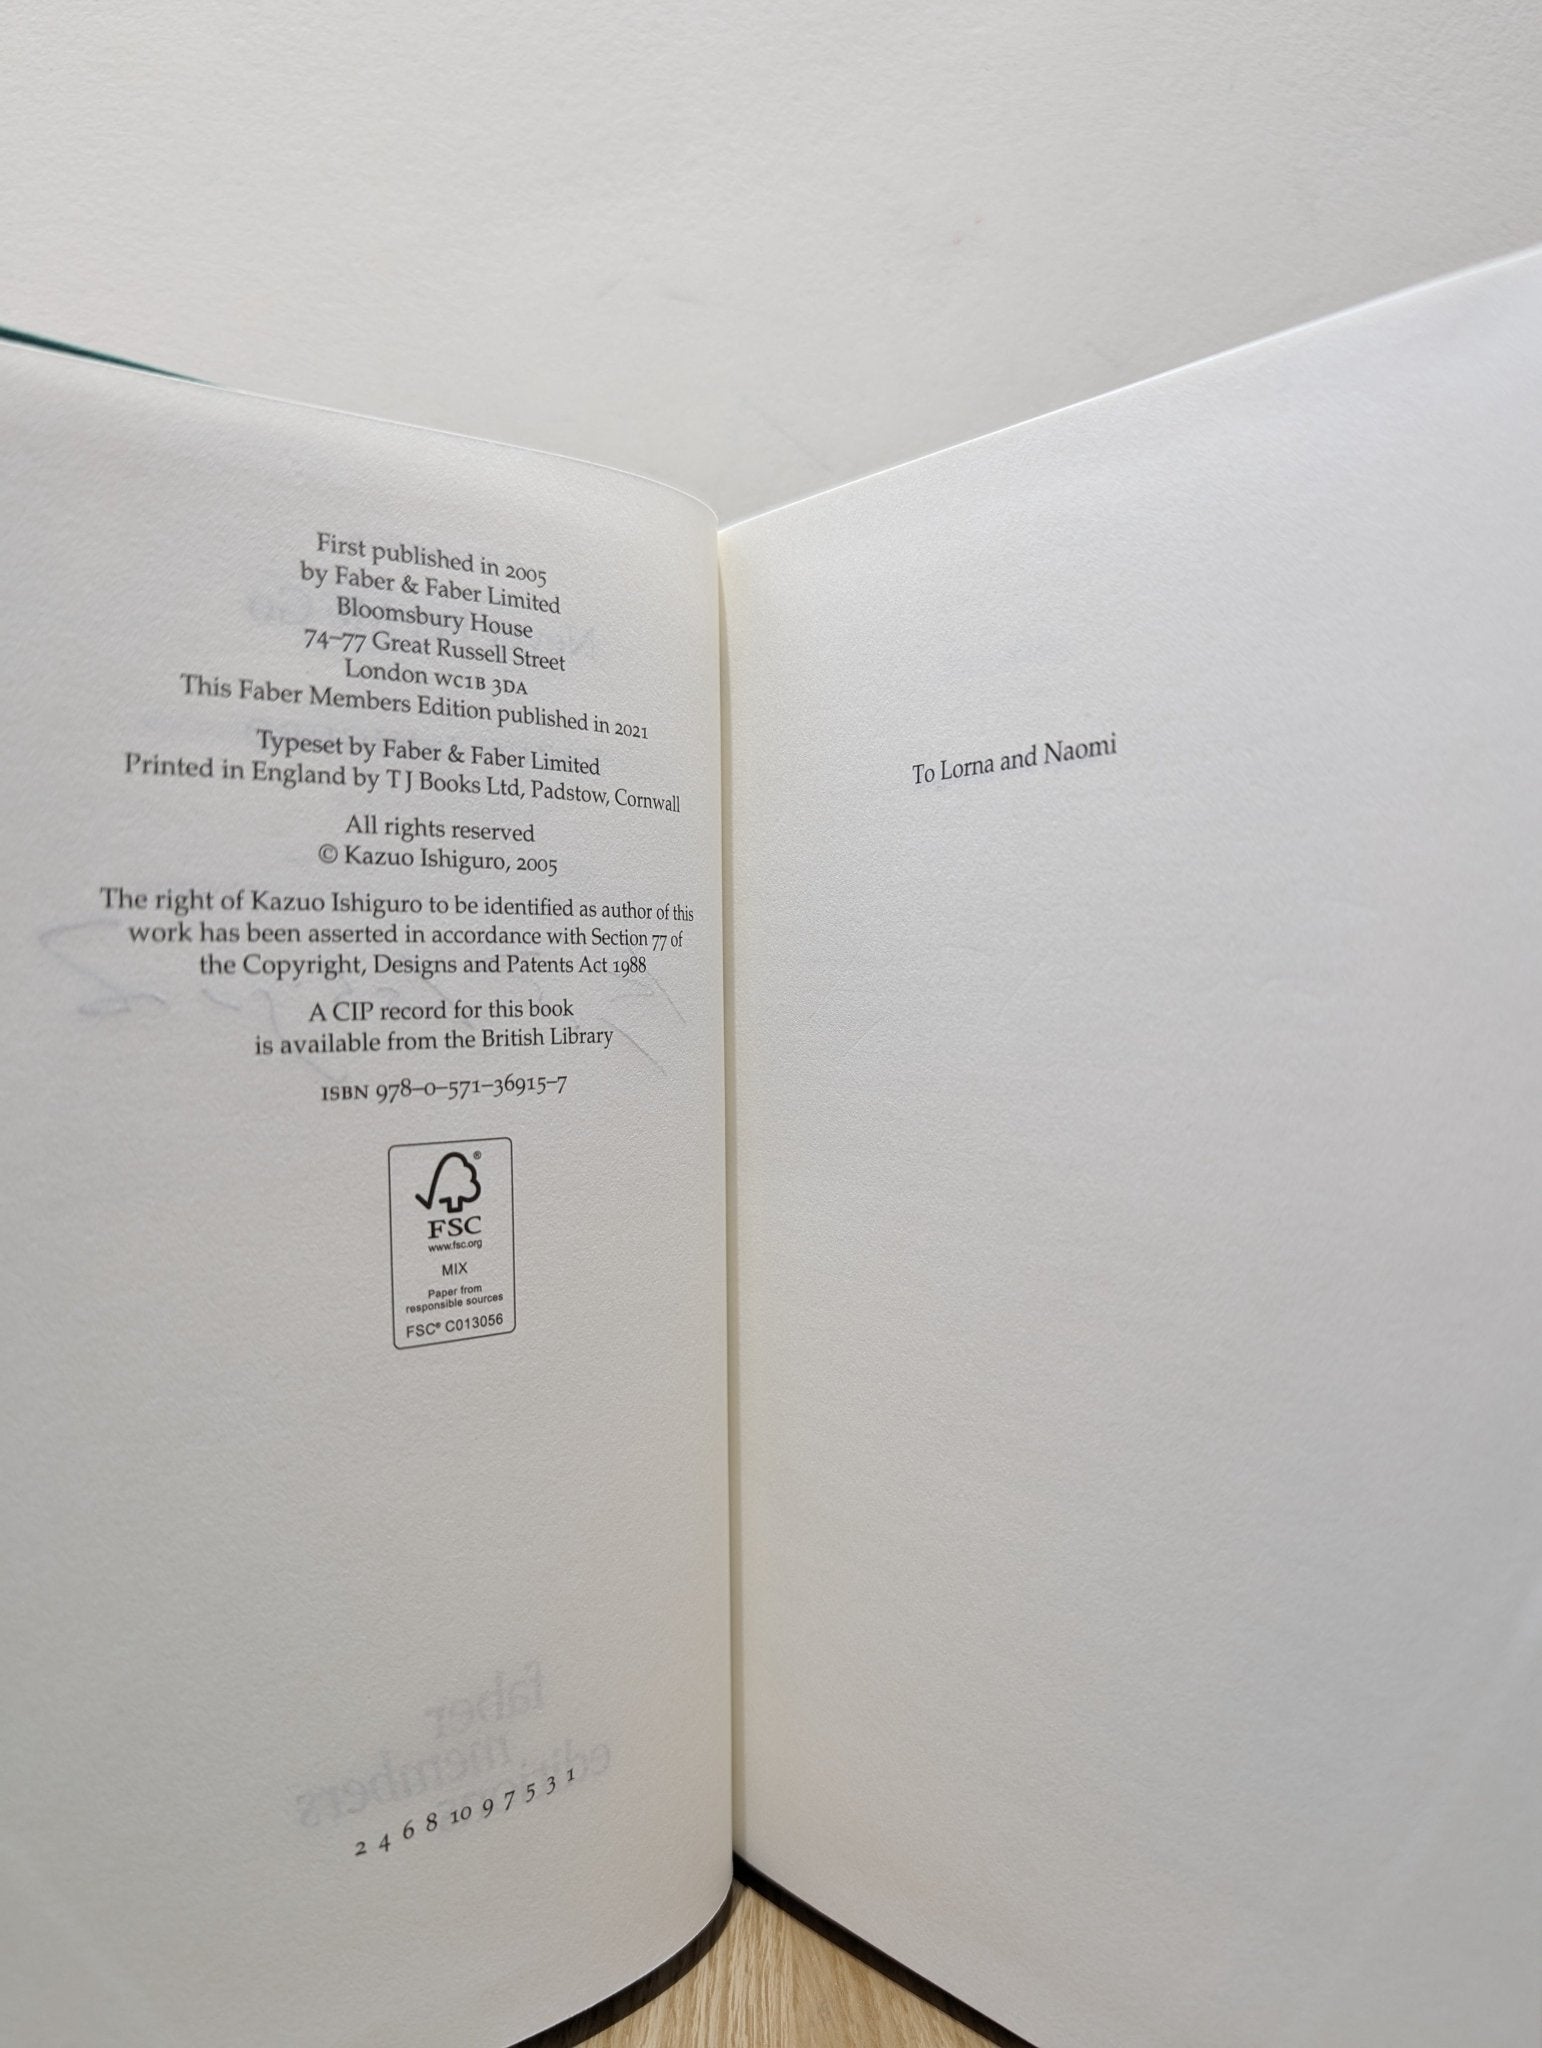 First published in 2005
by Faber & Faber Limited
Bloomsbury House
74–77 Great Russell Street
London WC1B 3DA
This Faber Members Edition published in 2021
Typeset by Faber & Faber Limited
Printed in England by T J Books Ltd, Padstow, Cornwall
All rights reserved
© Kazuo Ishiguro, 2005
The right of Kazuo Ishiguro to be identified as author of this
work has been asserted in accordance with Section 77 of
the Copyright, Designs and Patents Act 1988
A CIP record for this book
is available from the British Library
ISBN 978–0–571–36915–7
FSC®
www.fsc.org
MIX
Paper from
responsible sources
FSC® C013056
faber
members
2 4 6 8 10 9 7 5 3 1
To Lorna and Naomi